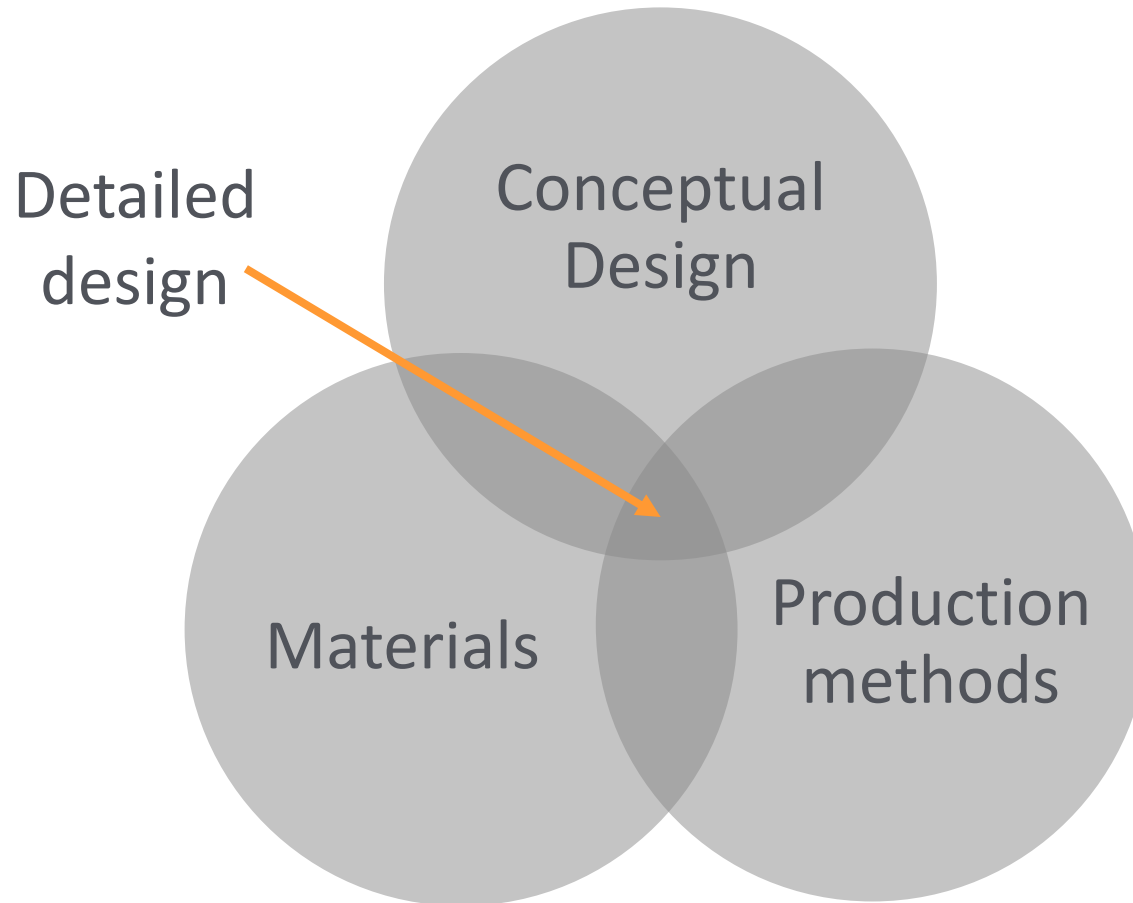 Detailed
design
Conceptual
Design
Materials
Production
methods